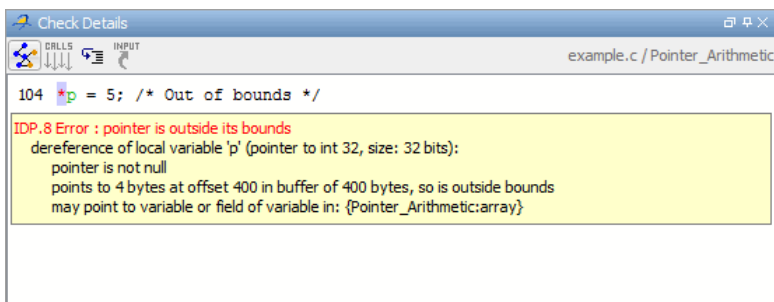 Check Details
CALLS INPUT
example.c / Pointer_Arithmetic
104 *p = 5; /* Out of bounds */
IDP.8 Error : pointer is outside its bounds
dereference of local variable 'p' (pointer to int 32, size: 32 bits):
pointer is not null
points to 4 bytes at offset 400 in buffer of 400 bytes, so is outside bounds
may point to variable or field of variable in: {Pointer_Arithmetic:array}